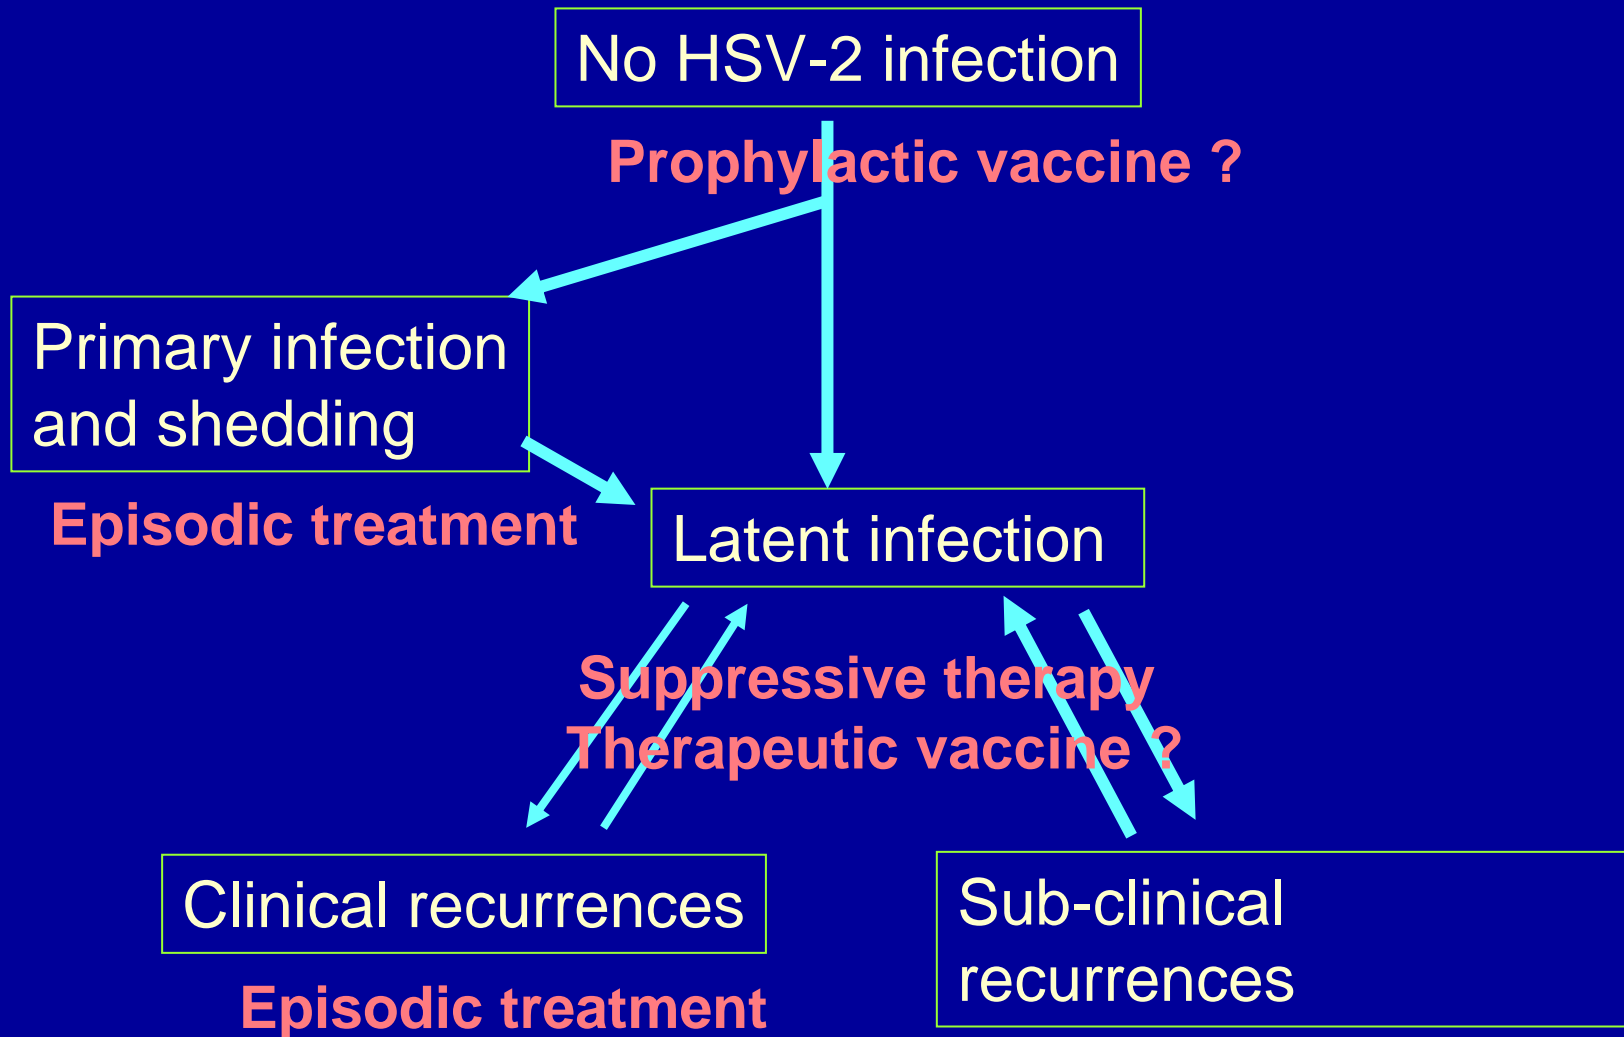 No HSV-2 infection
Prophylactic vaccine ?
Primary infection
and shedding
Episodic treatment
Latent infection
Suppressive therapy
Therapeutic vaccine ?
Clinical recurrences
Episodic treatment
Sub-clinical
recurrences